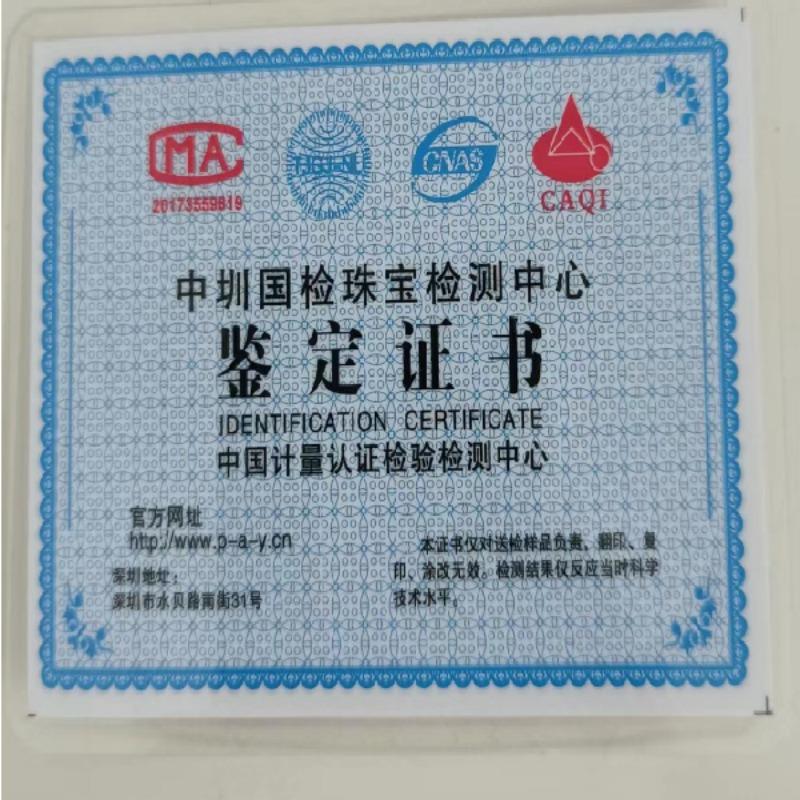 CMA
20173559819
CNAS
CAQI
中圳国检珠宝检测中心
鉴定证书
IDENTIFICATION CERTIFICATE
中国计量认证检验检测中心
官方网址
http://www.p-a-y.cn
深圳地址：
深圳市水贝路南街31号
本证书仅对送检样品负责，翻印、复
印、涂改无效。检测结果仅反应当时科学
技术水平。